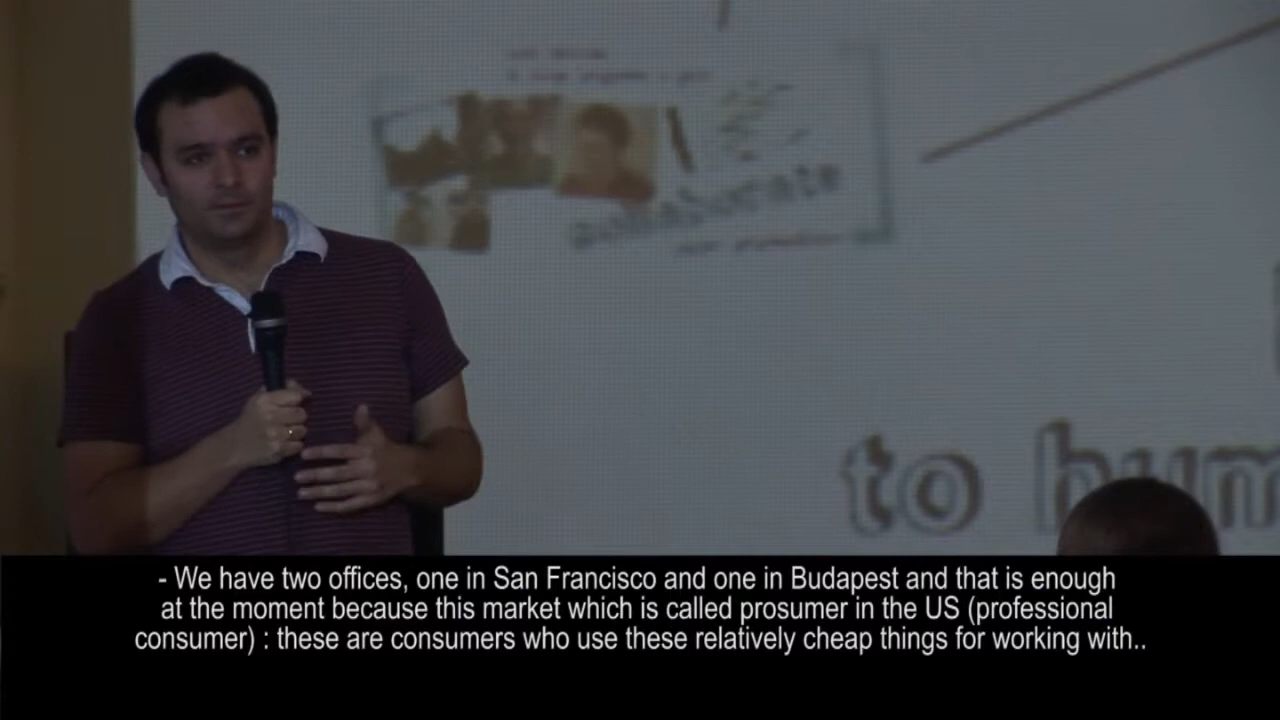 collaborate
to hum
- We have two offices, one in San Francisco and one in Budapest and that is enough
at the moment because this market which is called prosumer in the US (professional
consumer) : these are consumers who use these relatively cheap things for working with..